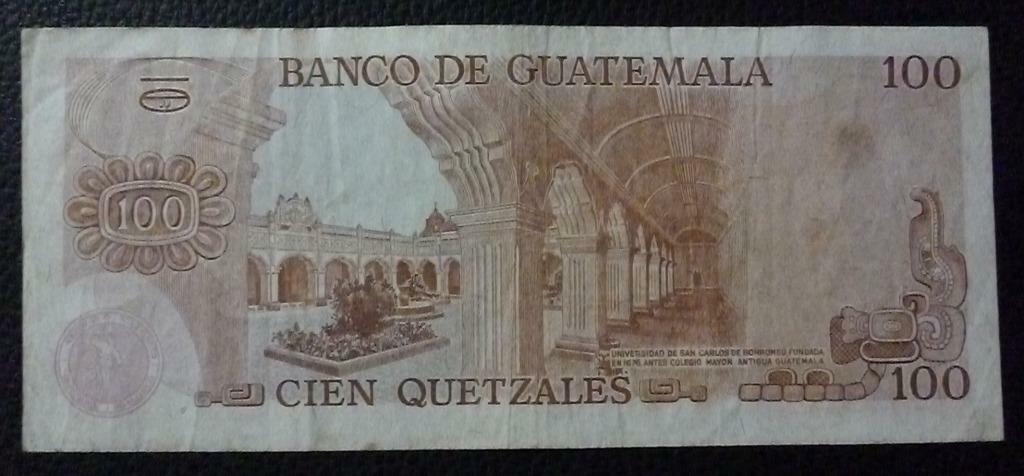 BANCO DE GUATEMALA
100
100
UNIVERSIDAD DE SAN CARLOS DE BORROMEO FUNDADA
EN 1676, ANTES COLEGIO MAYOR. ANTIGUA GUATEMALA
CIEN QUETZALES
100